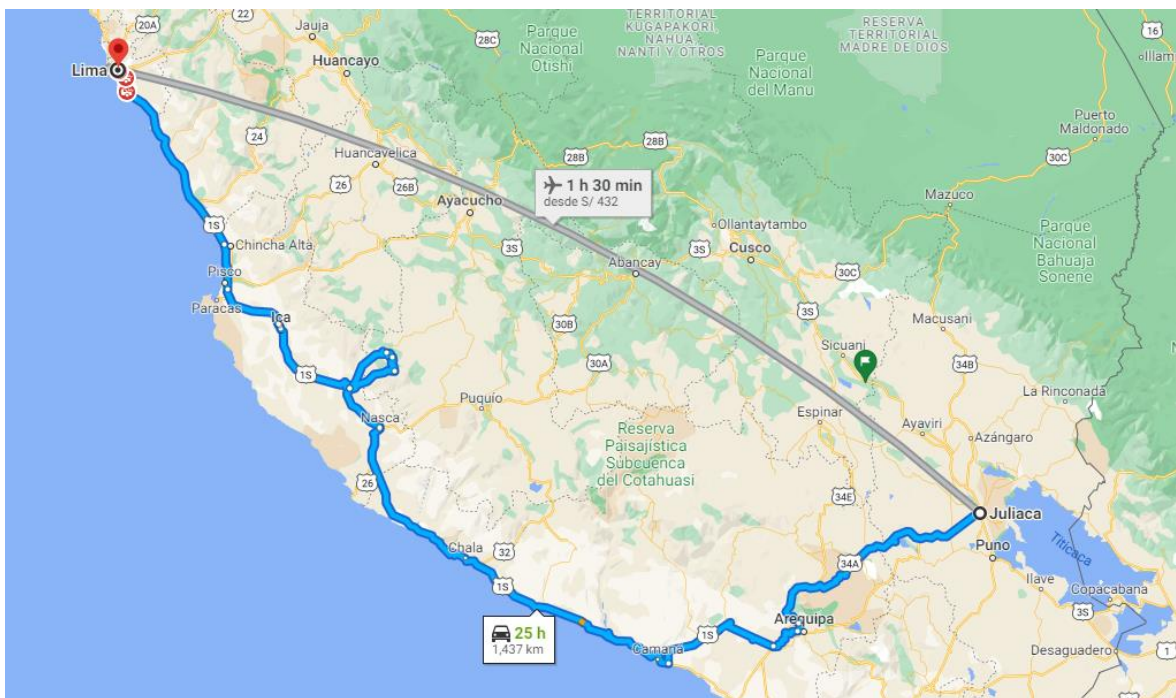 TERRITORIAL
KUGAPAKORI,
NAHUA,
NANTI Y OTROS
RESERVA
TERRITORIAL
MADRE DE DIOS
20A
22
Jauja
28C
Parque
Nacional
Otishi
16
Parque
Nacional
del Manu
Lima
Huancayo
Puerto
Maldonado
24
Huancavelica
28B
28B
30C
26
26B
1 h 30 min
desde S/ 432
Mazuco
Ayacucho
Ollantaytambo
Parque
Nacional
Bahuaja
Sonene
1S
Chincha Alta
3S
3S
Cusco
Abancay
30C
Pisco
Paracas
Ica
30B
3S
Macusani
Sicuani
34B
1S
30A
La Rinconada
Puquio
Espinar
Ayaviri
Azángaro
Nasca
Reserva
Paisajística
Subcuenca
del Cotahuasi
26
34E
Juliaca
Chala
32
Puno
Titicaca
34A
1S
Ilave
Copacabana
25 h
1,437 km
Arequipa
3S
1S
Camaná
Desaguadero
1